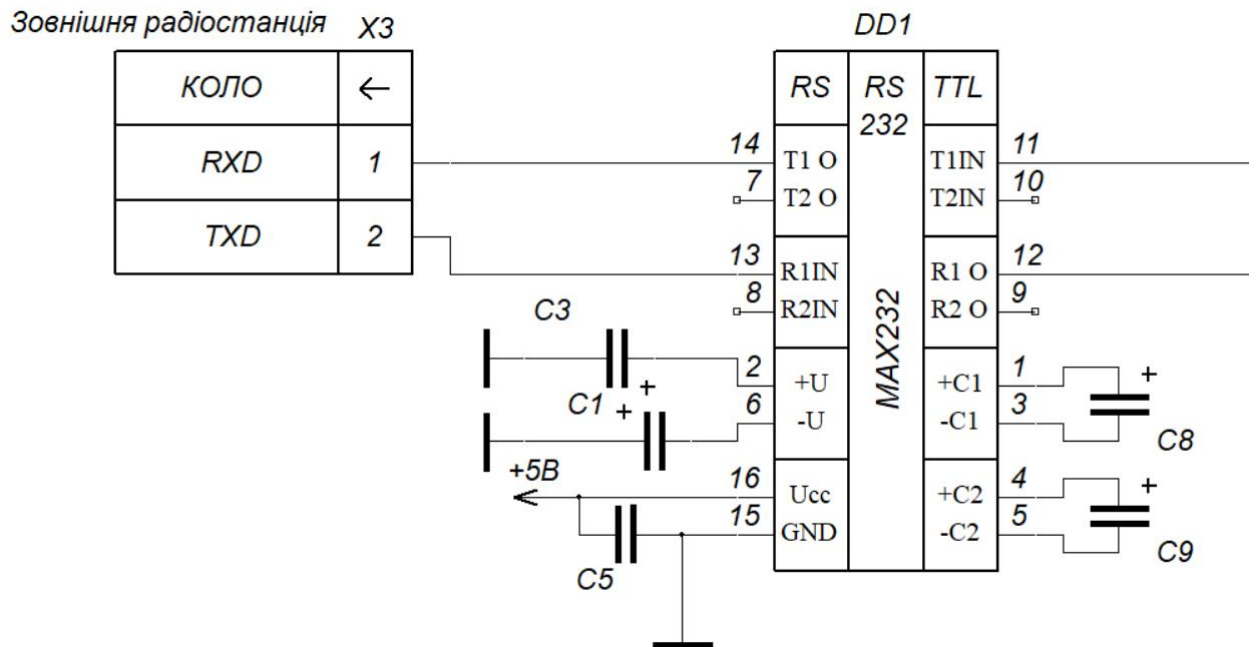 Зовнішня радіостанція X3 DD1
КОЛО ← RS RS TTL
232
RXD 1 14 T1 O T1IN 11
7 T2 O T2IN 10
TXD 2 13 R1IN R1 O 12
8 R2IN R2 O 9
MAX232
C3 + 2 +U +C1 1 +
C1 + 6 -U -C1 3 C8
+5В 16 Ucc +C2 4 +
15 GND -C2 5 C9
C5